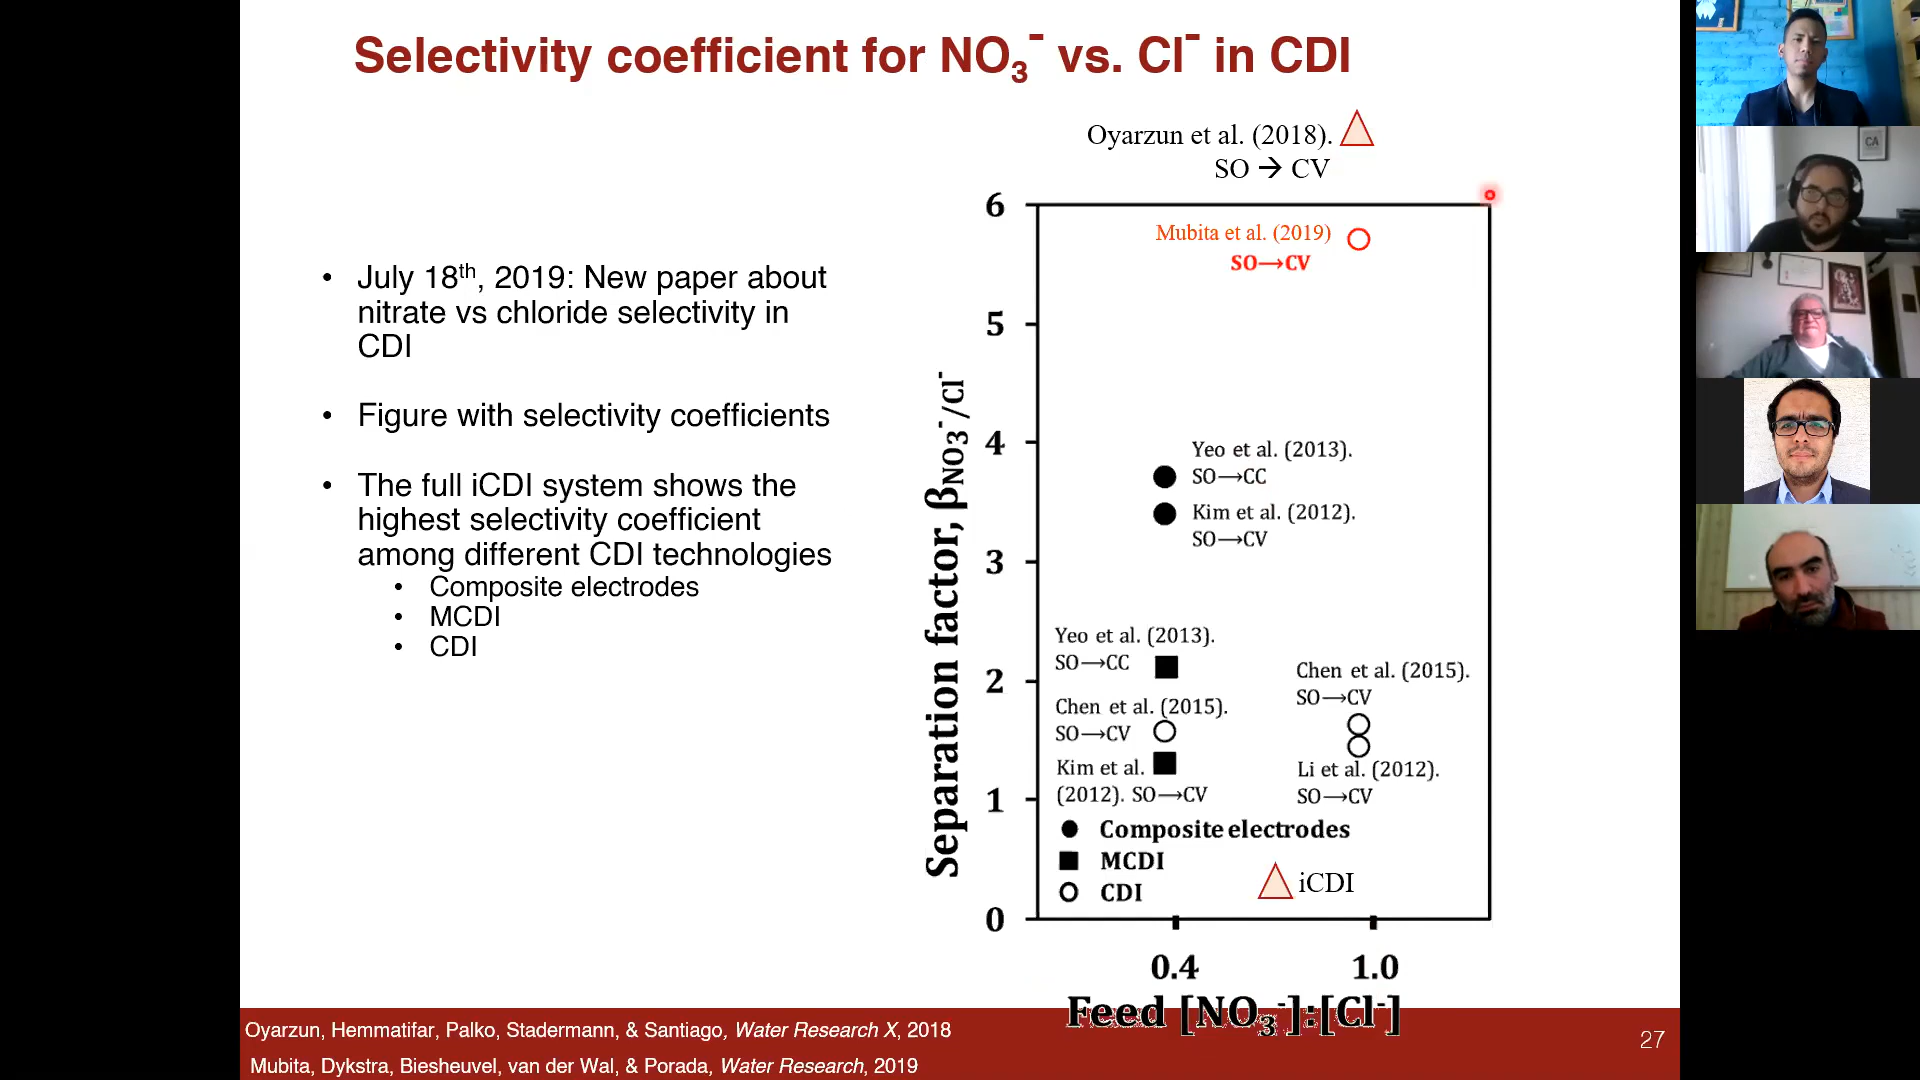 Selectivity coefficient for NO₃⁻ vs. Cl⁻ in CDI
• July 18th, 2019: New paper about
nitrate vs chloride selectivity in
CDI
• Figure with selectivity coefficients
• The full iCDI system shows the
highest selectivity coefficient
among different CDI technologies
• Composite electrodes
• MCDI
• CDI
Oyarzun et al. (2018).
SO → CV
6
Mubita et al. (2019)
SO→CV
5
4
Yeo et al. (2013).
SO→CC
Kim et al. (2012).
SO→CV
3
Yeo et al. (2013).
SO→CC
2
Chen et al. (2015).
SO→CV
Chen et al. (2015).
SO→CV
Kim et al.
(2012). SO→CV
Li et al. (2012).
SO→CV
1
Composite electrodes
MCDI
CDI
iCDI
0
Separation factor, βNO₃⁻/Cl⁻
0.4 1.0
Feed [NO₃⁻]:[Cl⁻]
Oyarzun, Hemmatifar, Palko, Stadermann, & Santiago, Water Research X, 2018
Mubita, Dykstra, Biesheuvel, van der Wal, & Porada, Water Research, 2019
27
CA